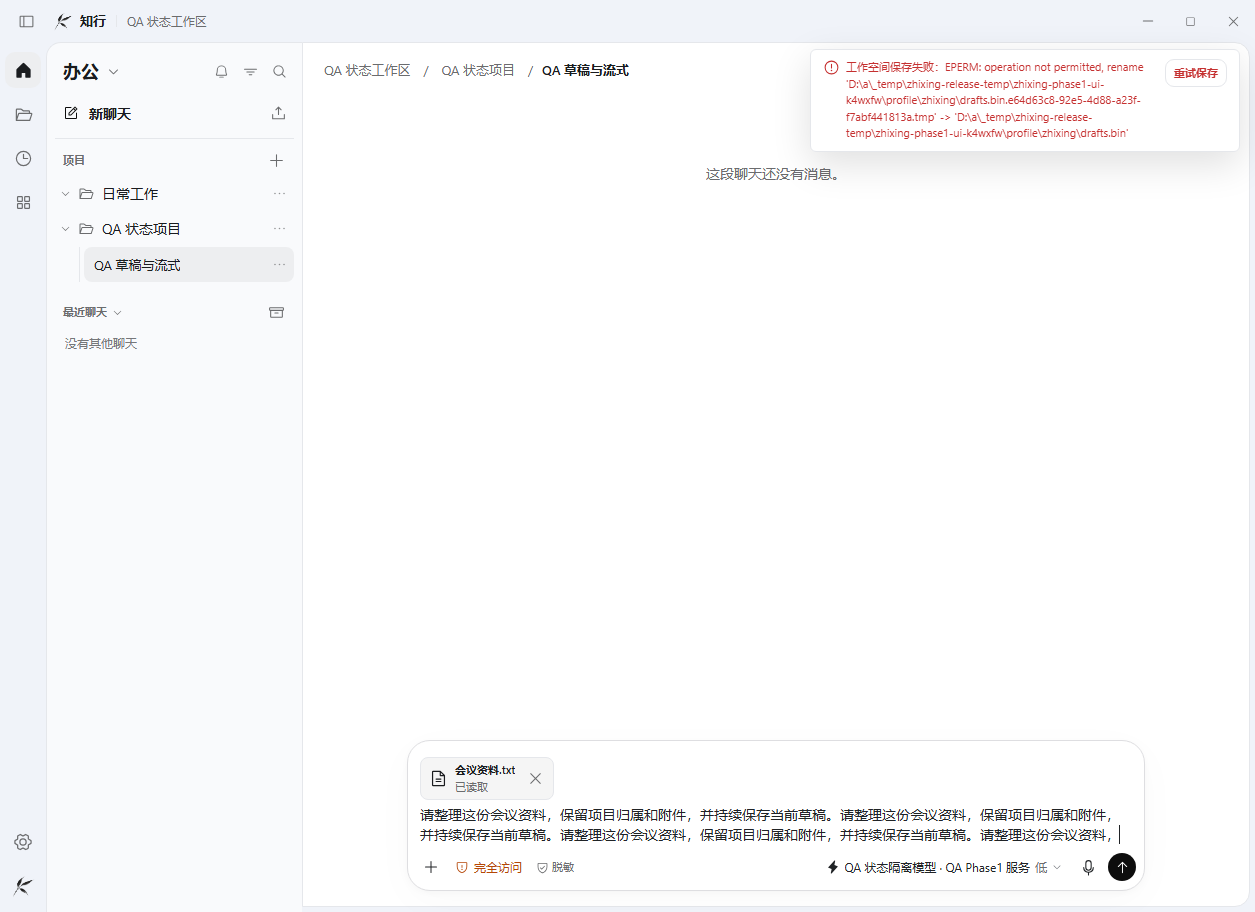 知行 QA 状态工作区
办公
新聊天
项目
日常工作
QA 状态项目
QA 草稿与流式
最近聊天
没有其他聊天
QA 状态工作区 / QA 状态项目 / QA 草稿与流式
工作空间保存失败：EPERM: operation not permitted, rename
'D:\a\_temp\zhixing-release-temp\zhixing-phase1-ui-
k4wxfw\profile\zhixing\drafts.bin.e64d63c8-92e5-4d88-a23f-
f7abf441813a.tmp' -> 'D:\a\_temp\zhixing-release-
temp\zhixing-phase1-ui-k4wxfw\profile\zhixing\drafts.bin'
重试保存
这段聊天还没有消息。
会议资料.txt
已读取
请整理这份会议资料，保留项目归属和附件，并持续保存当前草稿。请整理这份会议资料，保留项目归属和附件，
并持续保存当前草稿。请整理这份会议资料，保留项目归属和附件，并持续保存当前草稿。请整理这份会议资料，
完全访问 脱敏 QA 状态隔离模型 · QA Phase1 服务 低